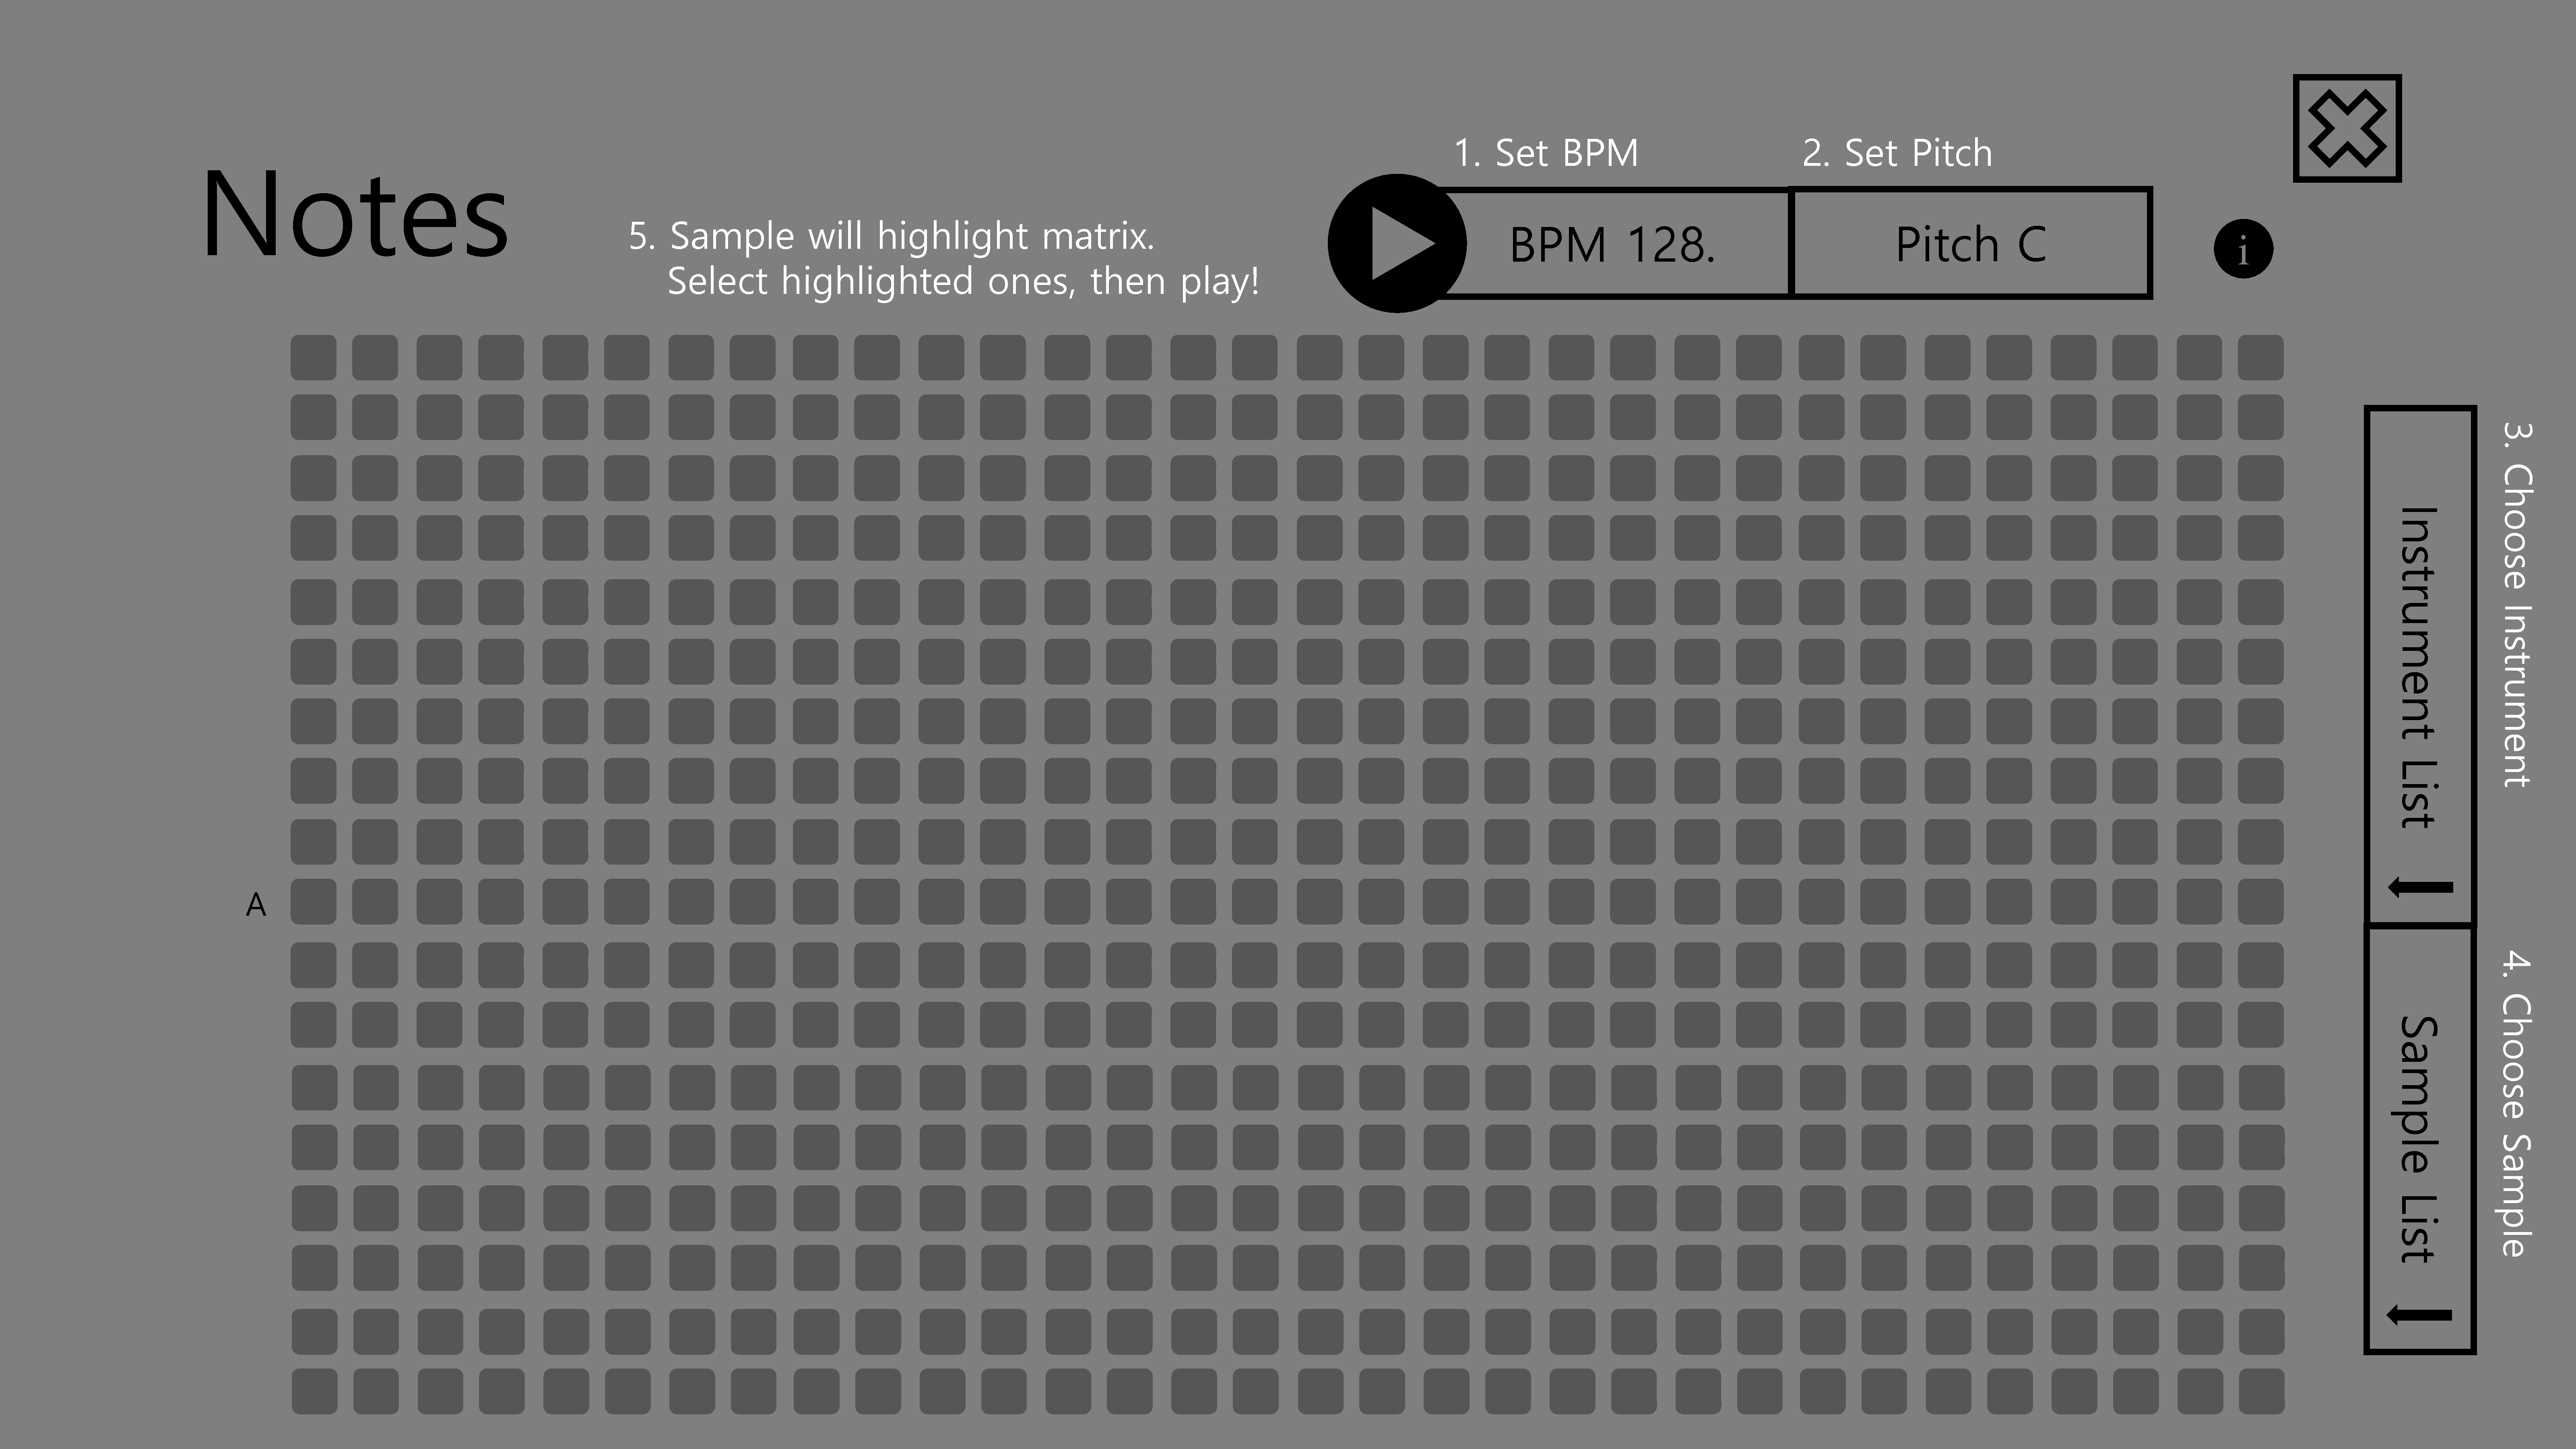 Notes
5. Sample will highlight matrix.
Select highlighted ones, then play!
1. Set BPM
2. Set Pitch
BPM 128.
Pitch C
i
A
Instrument List
3. Choose Instrument
Sample List
4. Choose Sample